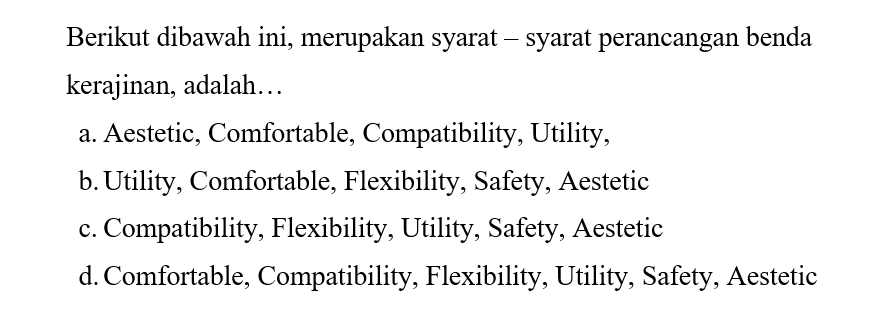 Berikut dibawah ini, merupakan syarat – syarat perancangan benda
kerajinan, adalah…
a. Aestetic, Comfortable, Compatibility, Utility,
b. Utility, Comfortable, Flexibility, Safety, Aestetic
c. Compatibility, Flexibility, Utility, Safety, Aestetic
d. Comfortable, Compatibility, Flexibility, Utility, Safety, Aestetic